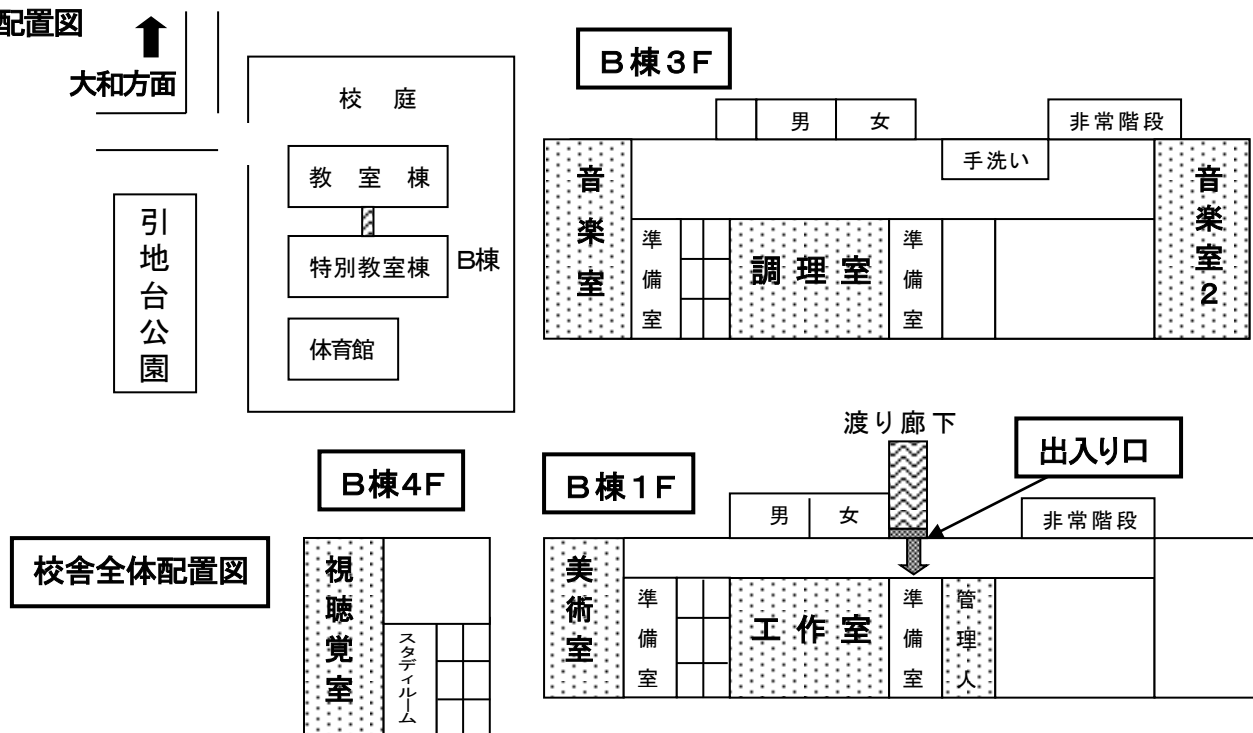 配置図
大和方面
校庭
教室棟
特別教室棟
B棟
体育館
引地台公園
B棟3F
男
女
非常階段
手洗い
音楽室
準備室
調理室
準備室
音楽室2
校舎全体配置図
B棟4F
視聴覚室
スタディルーム
B棟1F
渡り廊下
出入り口
男
女
非常階段
美術室
準備室
工作室
準備室
管理人